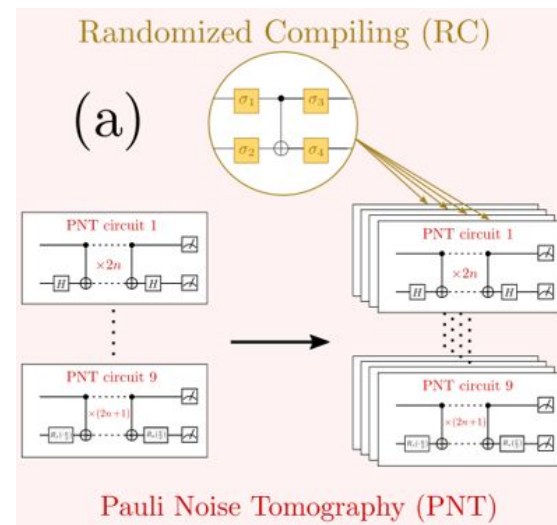 Randomized Compiling (RC)
(a)
σ₁ σ₃
σ₂ σ₄
PNT circuit 1
×2n
H H
PNT circuit 9
×(2n+1)
PNT circuit 1
×2n
H H
PNT circuit 9
×(2n+1)
Pauli Noise Tomography (PNT)